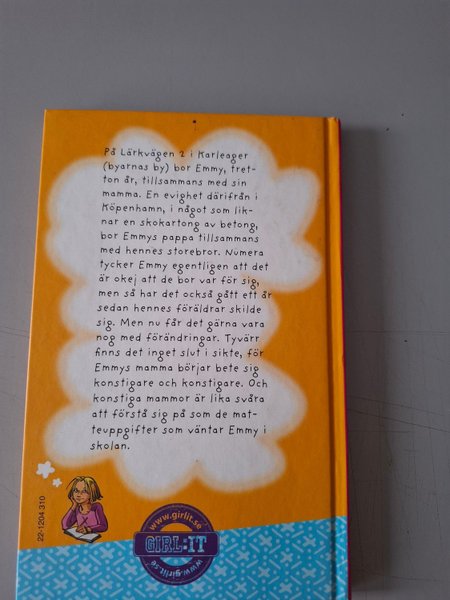 På Lärkvägen 2 i Karleager
(byarnas by) bor Emmy, tret-
ton år, tillsammans med sin
mamma. En evighet därifrån i
Köpenhamn, i något som lik-
nar en skokartong av betong,
bor Emmys pappa tillsammans
med hennes storebror. Numera
tycker Emmy egentligen att det
är okej att de bor var för sig,
men så har det också gått ett år
sedan hennes föräldrar skilde
sig. Men nu får det gärna vara
nog med förändringar. Tyvärr
finns det inget slut i sikte, för
Emmys mamma börjar bete sig
konstigare och konstigare. Och
konstiga mammor är lika svåra
att förstå sig på som de mat-
teuppgifter som väntar Emmy i
skolan.
22-1204 310
www.girlit.se
GIRL:IT
www.girlit.se